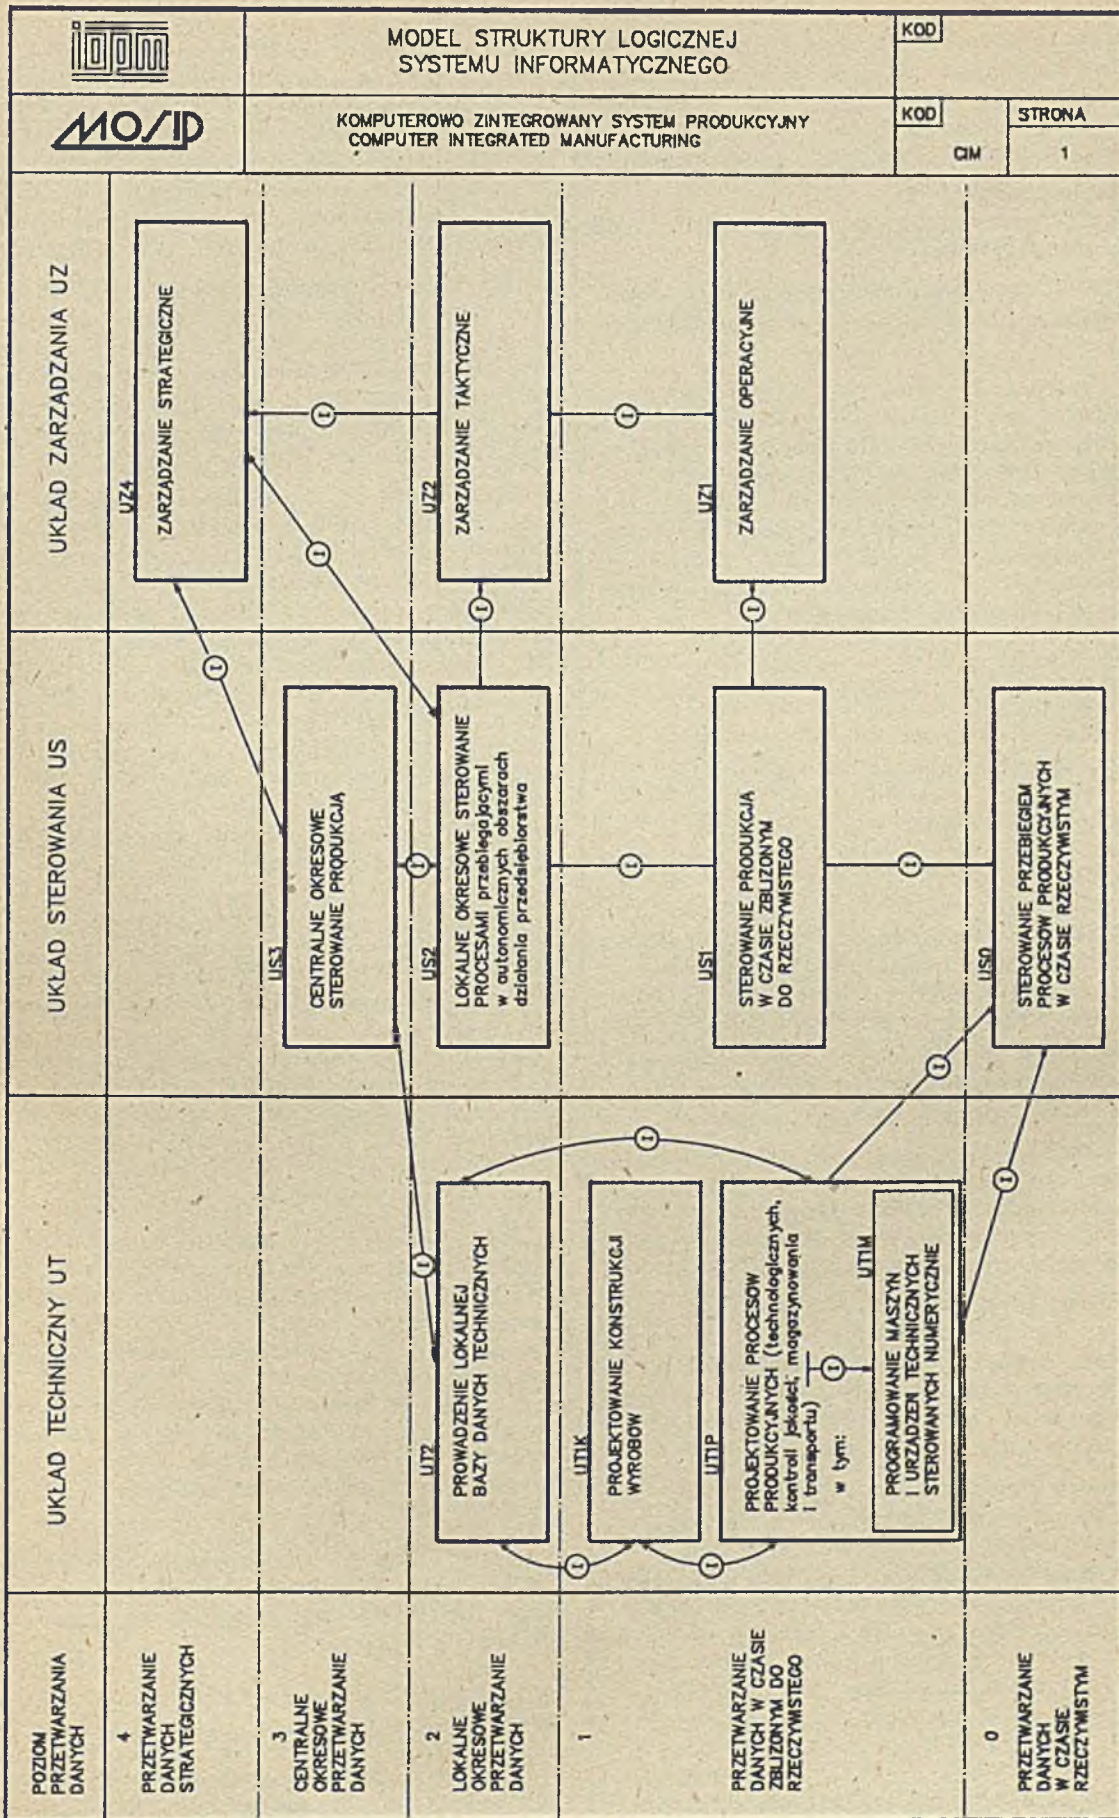 iopm
MODEL STRUKTURY LOGICZNEJ
SYSTEMU INFORMATYCZNEGO
KOD
MOSIP
KOMPUTEROWO ZINTEGROWANY SYSTEM PRODUKCYJNY
COMPUTER INTEGRATED MANUFACTURING
KOD
CIM
STRONA
1
POZIOM
PRZETWARZANIA
DANYCH
UKŁAD TECHNICZNY UT
UKŁAD STEROWANIA US
UKŁAD ZARZĄDZANIA UZ
4
PRZETWARZANIE
DANYCH
STRATEGICZNYCH
UZ4
ZARZĄDZANIE STRATEGICZNE
I
I
I
3
CENTRALNE
OKRESOWE
PRZETWARZANIE
DANYCH
US3
CENTRALNE OKRESOWE
STEROWANIE PRODUKCJĄ
I
I
2
LOKALNE
OKRESOWE
PRZETWARZANIE
DANYCH
UT2
PROWADZENIE LOKALNEJ
BAZY DANYCH TECHNICZNYCH
US2
LOKALNE OKRESOWE STEROWANIE
PROCESAMI przebiegającymi
w autonomicznych obszarach
działania przedsiębiorstwa
I
UZ2
ZARZĄDZANIE TAKTYCZNE
I
I
I
I
1
PRZETWARZANIE
DANYCH W CZASIE
ZBLIZONYM DO
RZECZYWISTEGO
UT1K
PROJEKTOWANIE KONSTRUKCJI
WYROBOW
I
UT1P
PROJEKTOWANIE PROCESOW
PRODUKCYJNYCH (technologicznych,
kontroli jakości, magazynowania
i transportu)
w tym:
I
UT1M
PROGRAMOWANIE MASZYN
I URZADZEN TECHNICZNYCH
STEROWANYCH NUMERYCZNIE
US1
STEROWANIE PRODUKCJĄ
W CZASIE ZBLIZONYM
DO RZECZYWISTEGO
I
UZ1
ZARZĄDZANIE OPERACYJNE
I
I
I
0
PRZETWARZANIE
DANYCH
W CZASIE
RZECZYWISTYM
US0
STEROWANIE PRZEBIEGIEM
PROCESÓW PRODUKCYJNYCH
W CZASIE RZECZYWISTYM